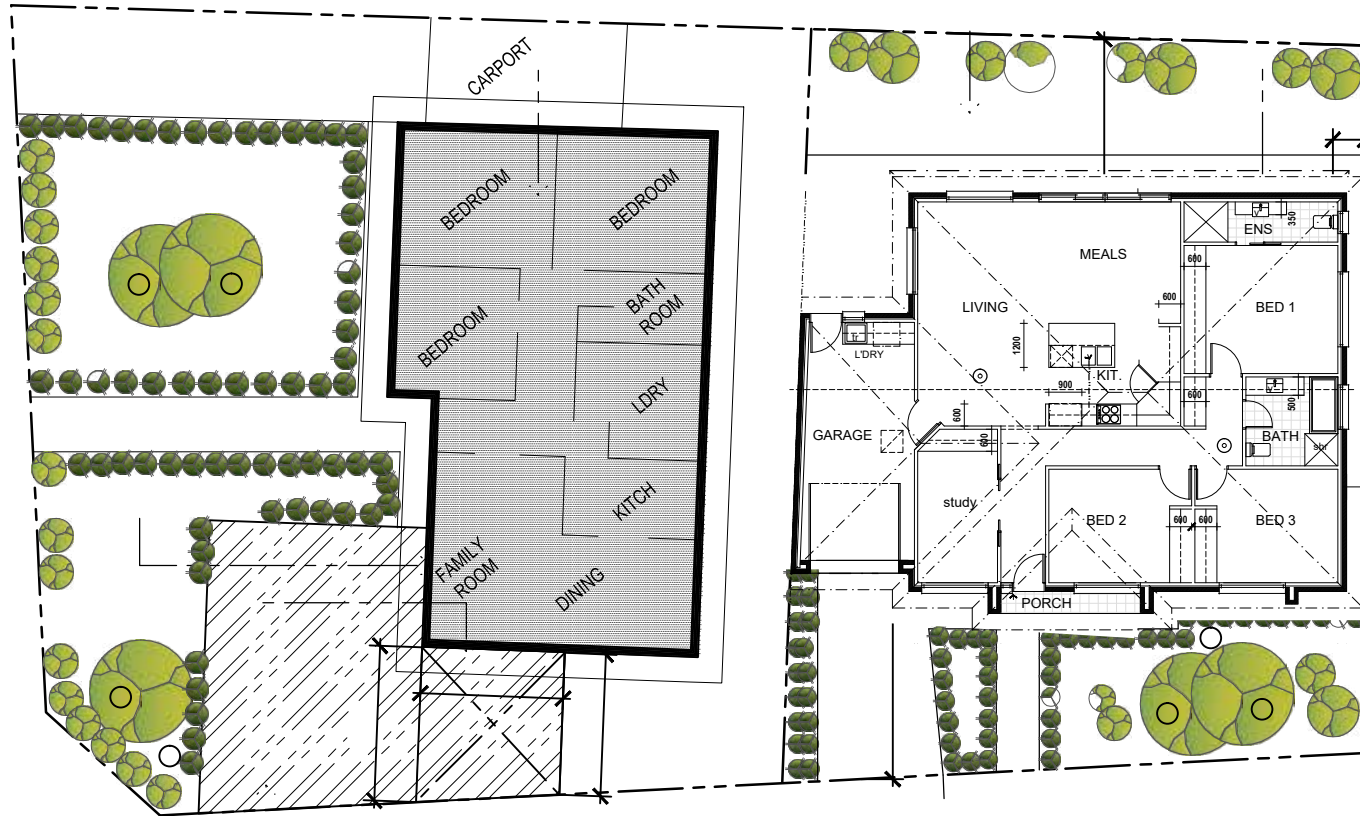 CARPORT
BEDROOM
BEDROOM
BEDROOM
BATH
ROOM
LDRY
KITCH
FAMILY
ROOM
DINING
ENS
350
MEALS
600
600
BED 1
LIVING
1200
L'DRY
KIT.
900
600
500
600
GARAGE
600
BATH
shr
study
BED 2
600
600
BED 3
PORCH